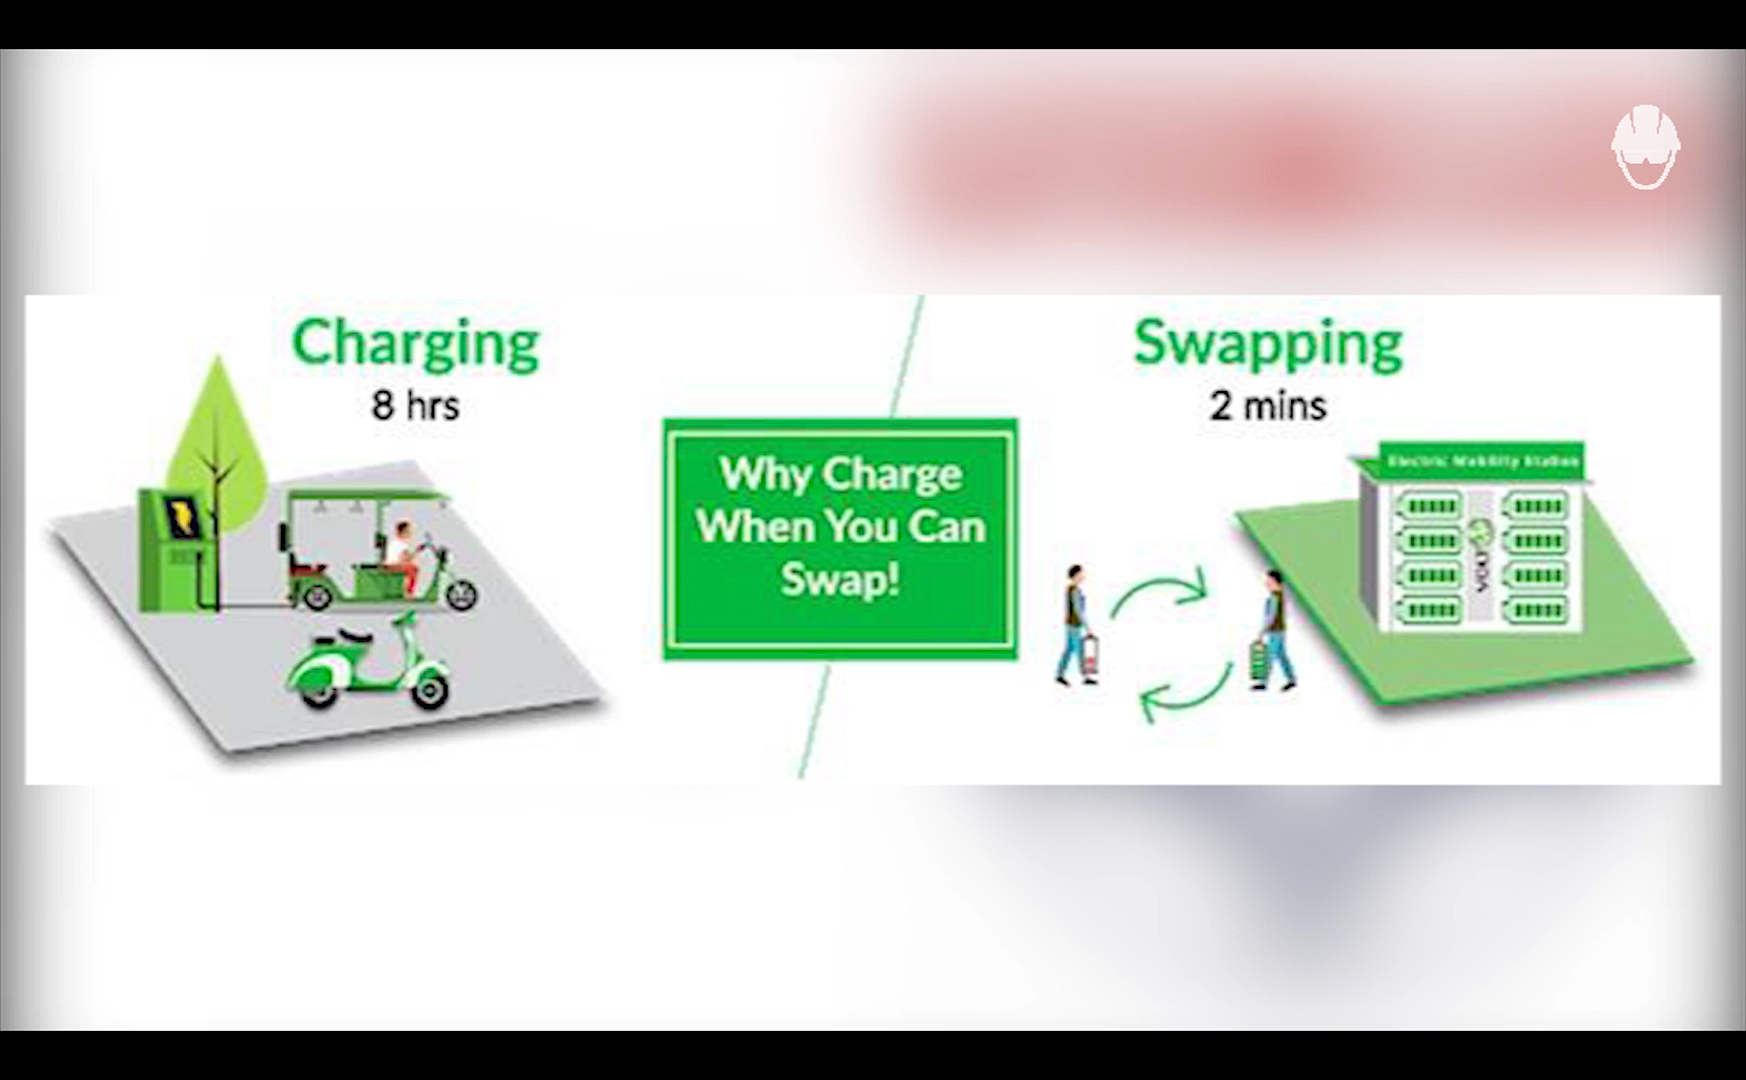 Charging
8 hrs
Why Charge
When You Can
Swap!
Swapping
2 mins
Electric Mobility Station